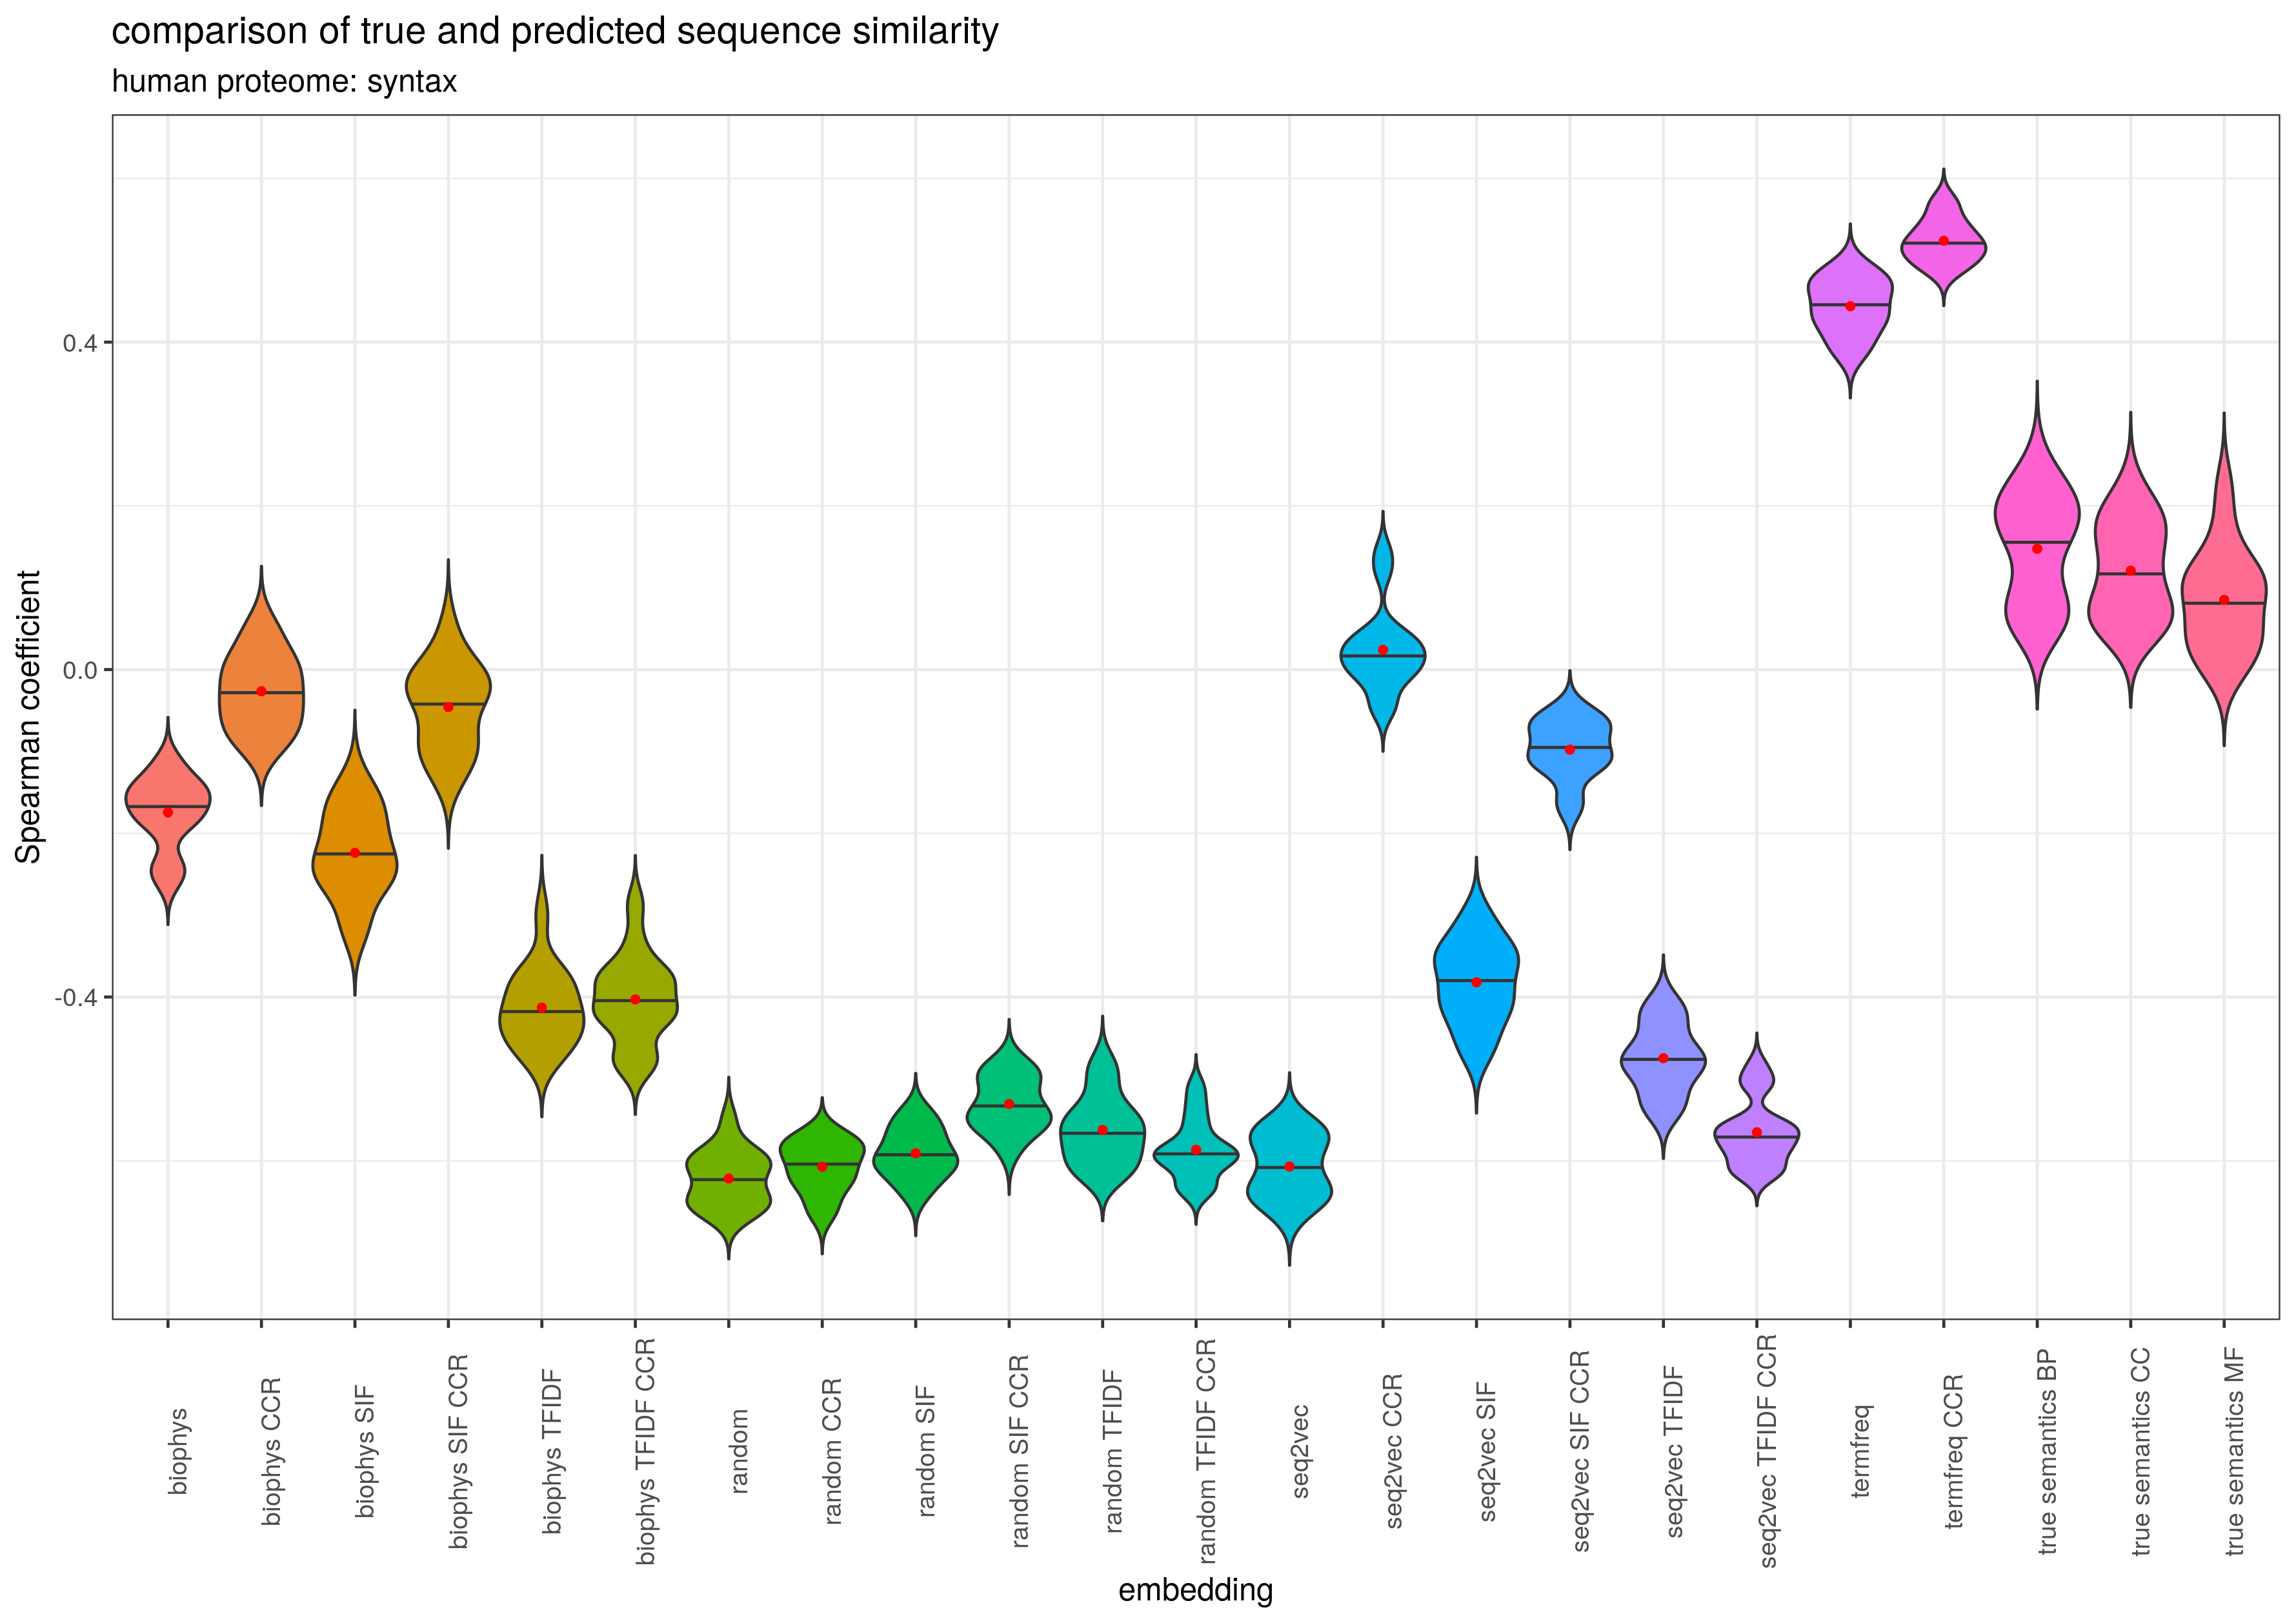 comparison of true and predicted sequence similarity
human proteome: syntax
Spearman coefficient
0.4
0.0
-0.4
biophys
biophys CCR
biophys SIF
biophys SIF CCR
biophys TFIDF
biophys TFIDF CCR
random
random CCR
random SIF
random SIF CCR
random TFIDF
random TFIDF CCR
seq2vec
seq2vec CCR
seq2vec SIF
seq2vec SIF CCR
seq2vec TFIDF
seq2vec TFIDF CCR
termfreq
termfreq CCR
true semantics BP
true semantics CC
true semantics MF
embedding